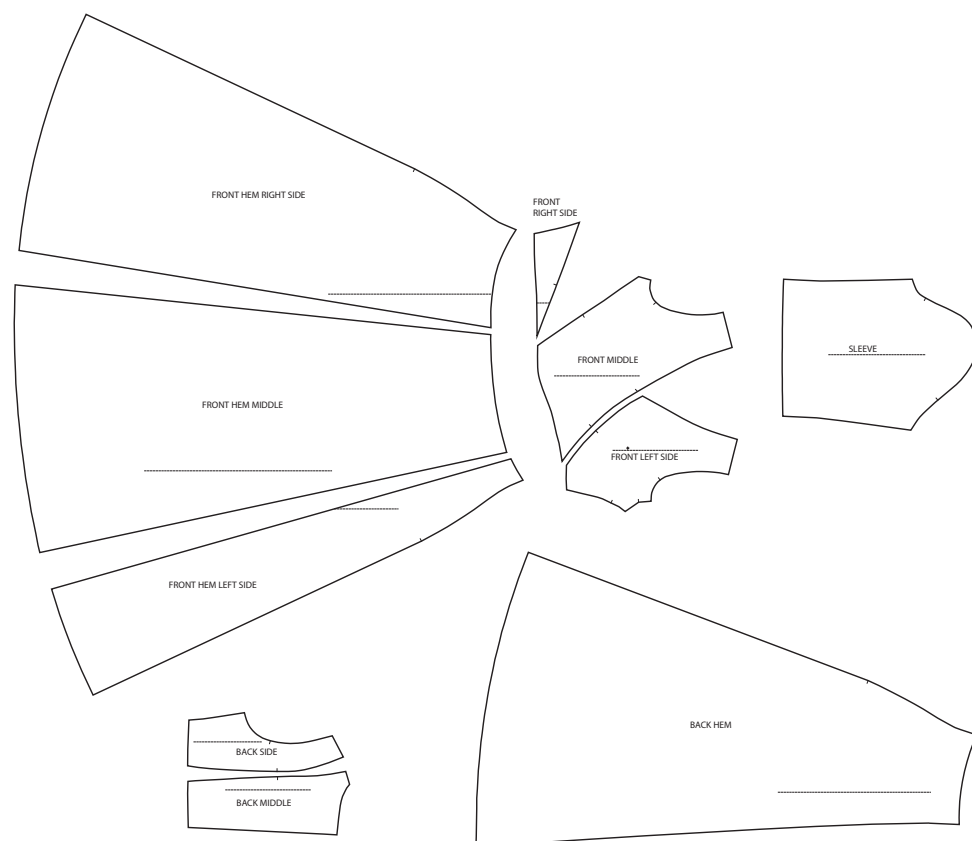 FRONT HEM RIGHT SIDE
FRONT
RIGHT SIDE
FRONT MIDDLE
SLEEVE
FRONT HEM MIDDLE
FRONT LEFT SIDE
FRONT HEM LEFT SIDE
BACK HEM
BACK SIDE
BACK MIDDLE